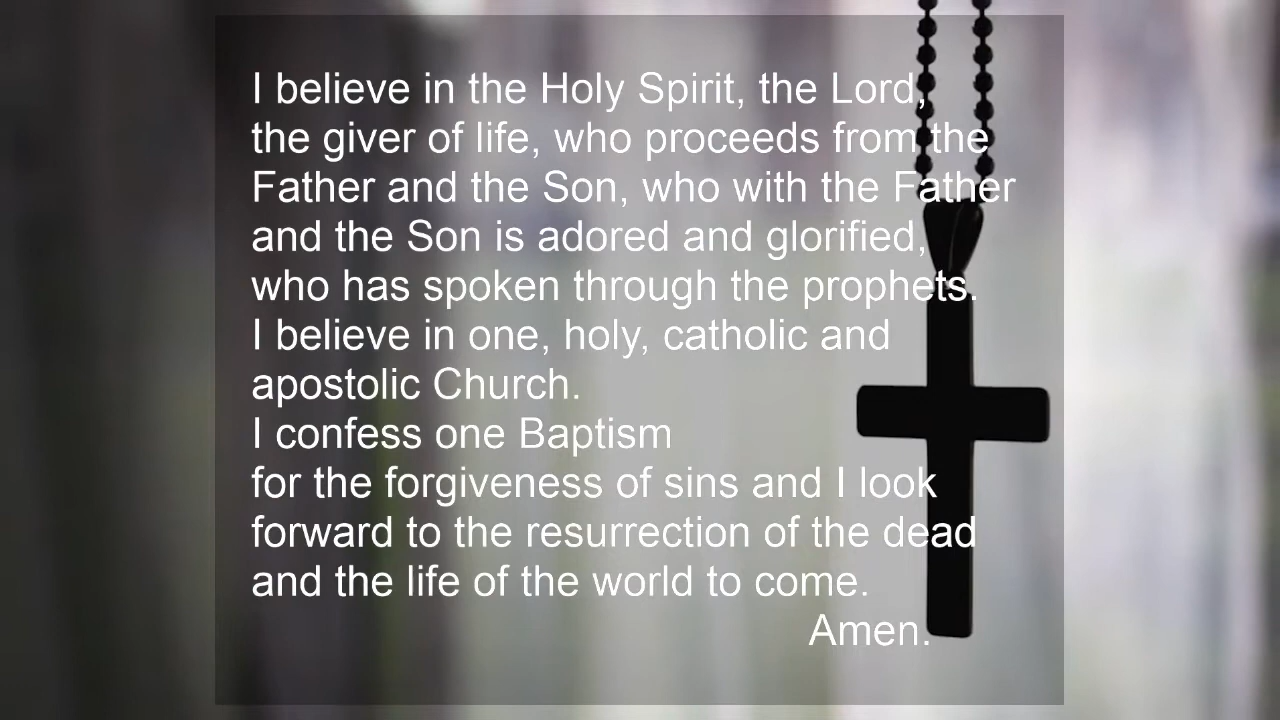 I believe in the Holy Spirit, the Lord,
the giver of life, who proceeds from the
Father and the Son, who with the Father
and the Son is adored and glorified,
who has spoken through the prophets.
I believe in one, holy, catholic and
apostolic Church.
I confess one Baptism
for the forgiveness of sins and I look
forward to the resurrection of the dead
and the life of the world to come.
Amen.